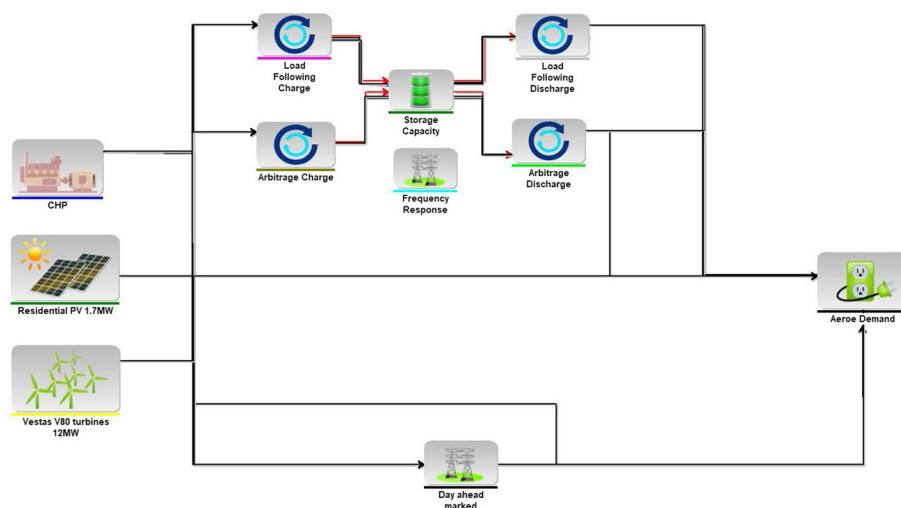 Load
Following
Charge
Load
Following
Discharge
Storage
Capacity
Arbitrage Charge
Arbitrage
Discharge
Frequency
Response
CHP
Residential PV 1.7MW
Aeroe Demand
Vestas V80 turbines
12MW
Day ahead
marked